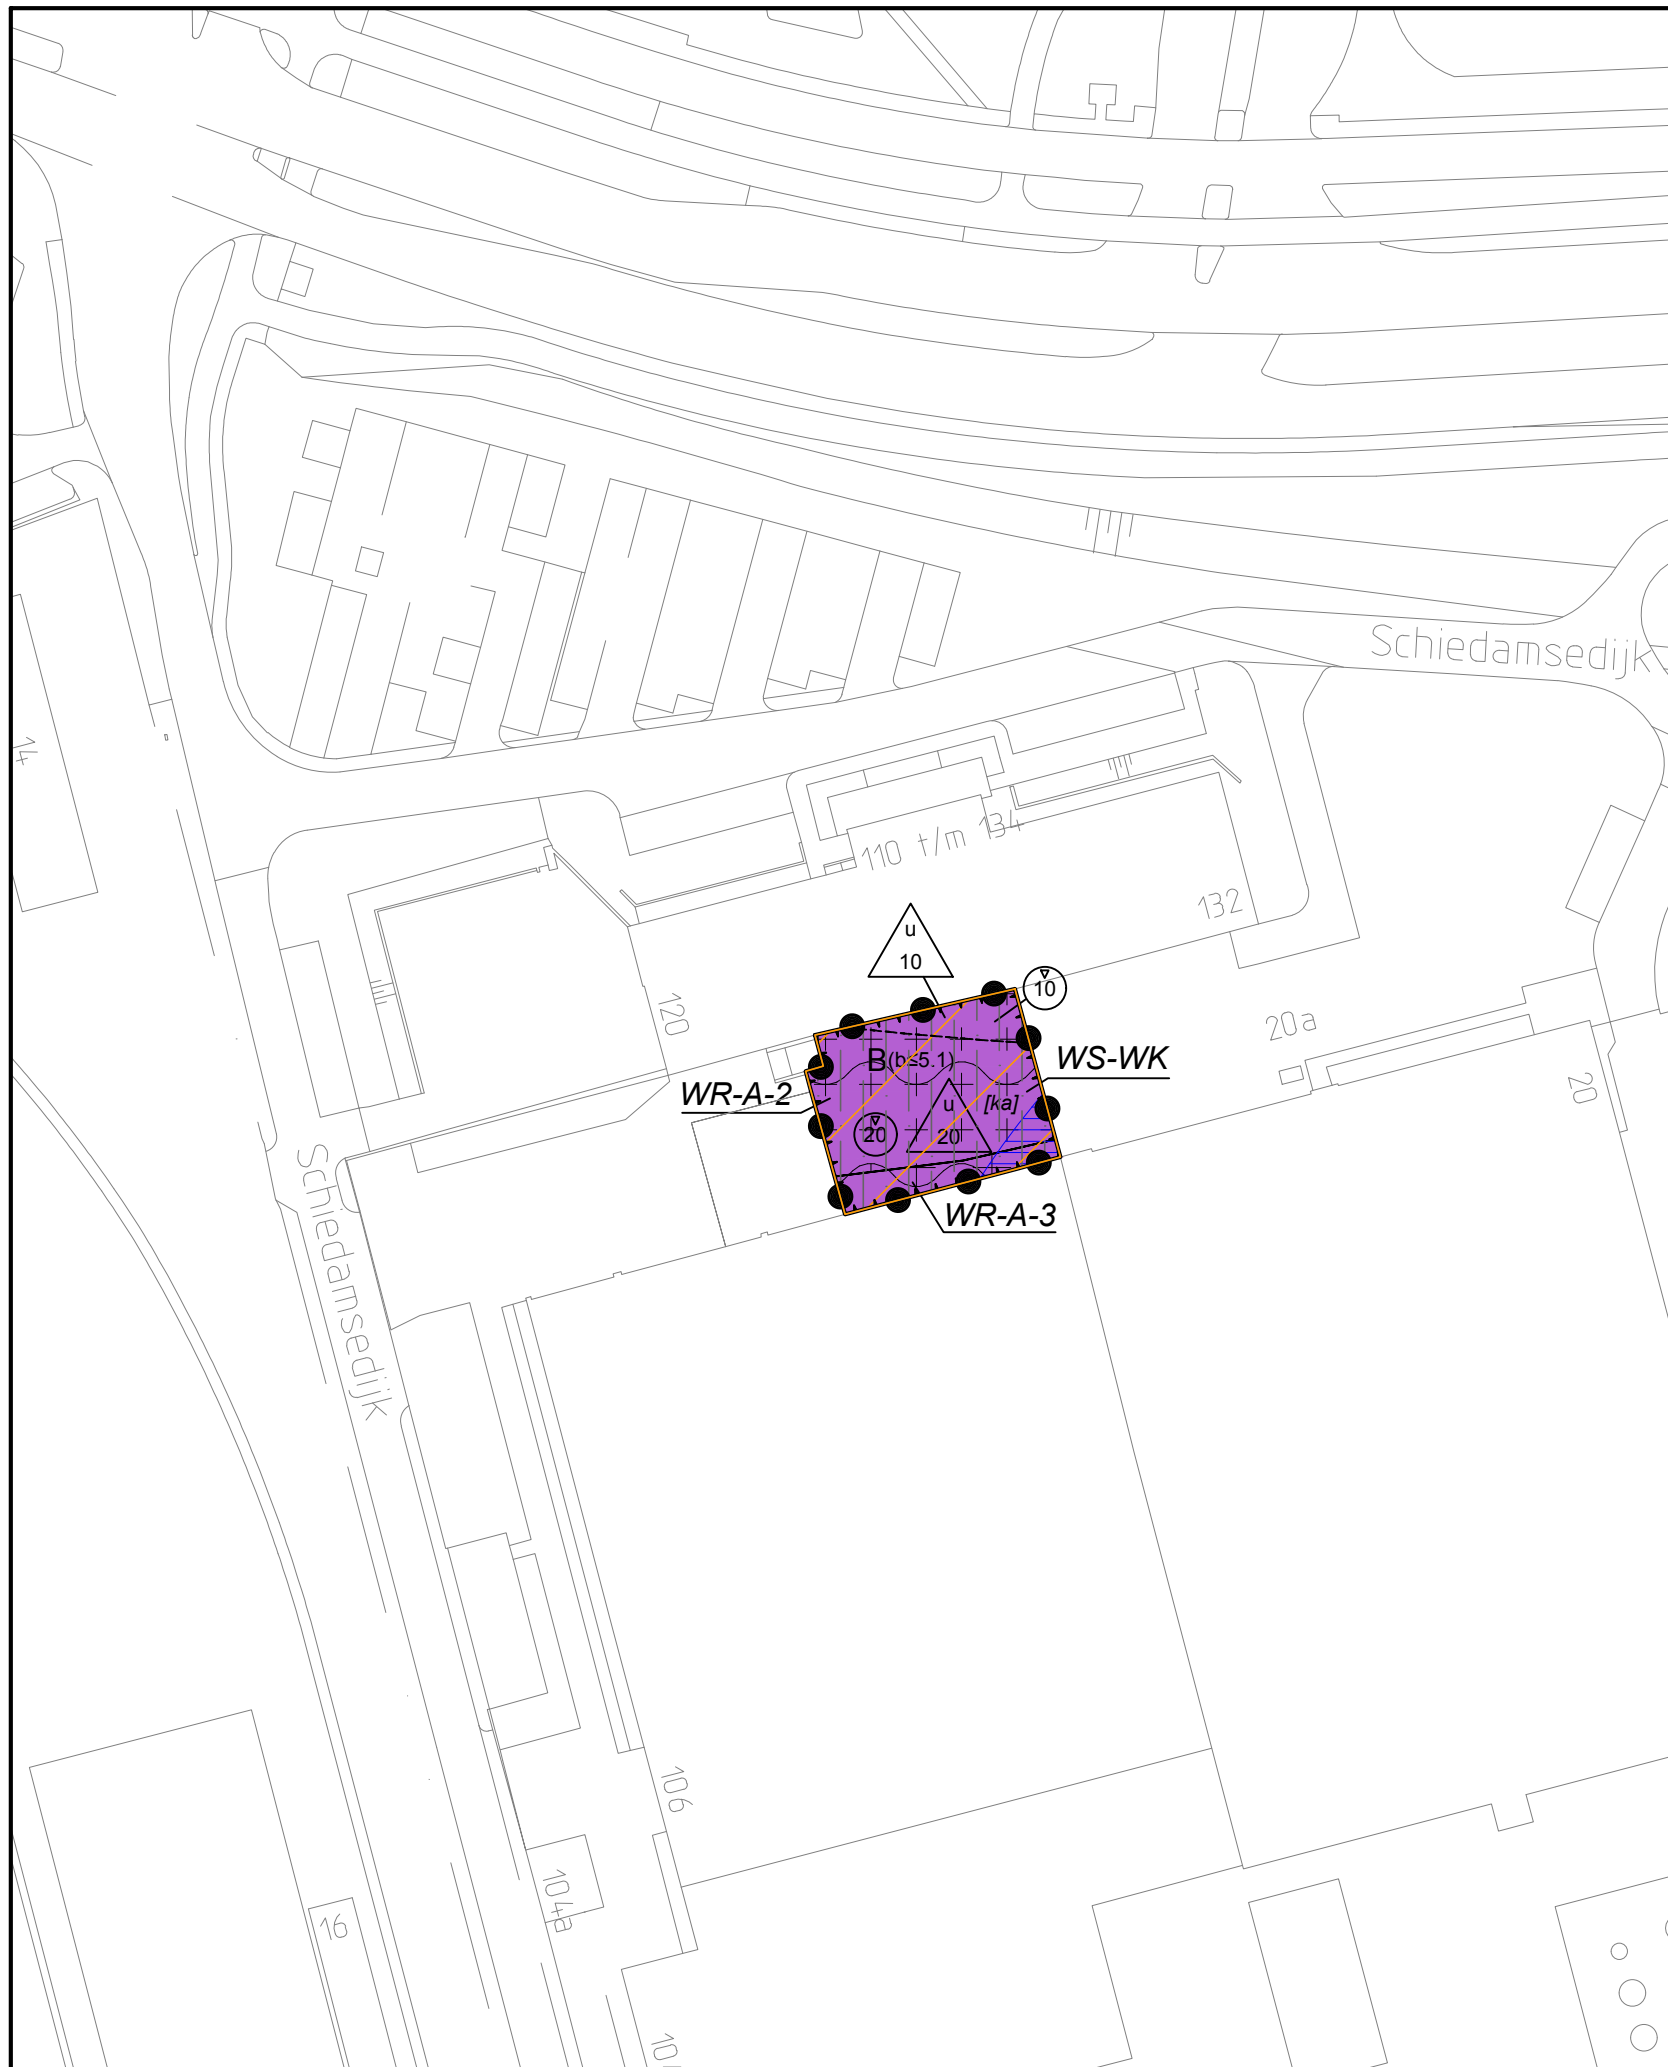 Schiedamsedijk
14
110 t/m 134
132
u
10
10
120
20a
B(b≤5.1)
WS-WK
WR-A-2
u
[ka]
20
20
20
WR-A-3
Schiedamsedijk
106
104a
16